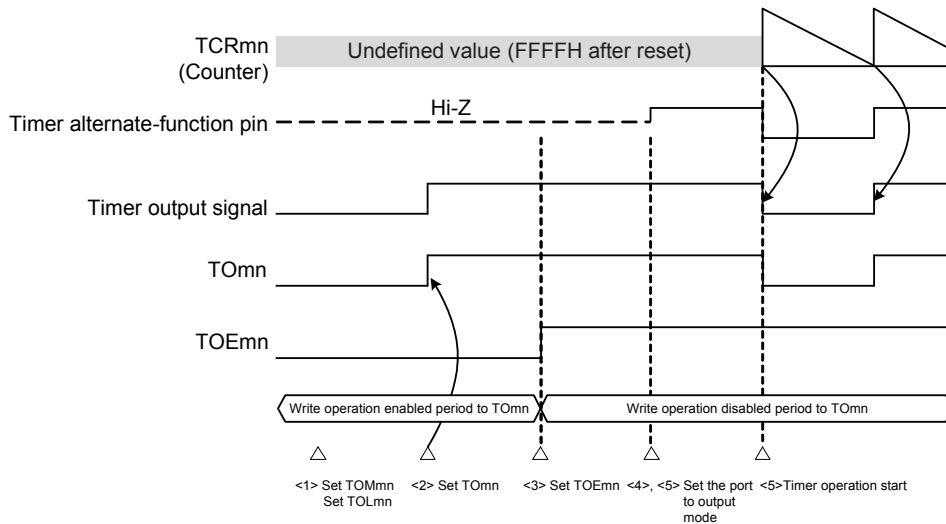 TCRmn
(Counter)
Undefined value (FFFFH after reset)
Hi-Z
Timer alternate-function pin
Timer output signal
TOmn
TOEmn
Write operation enabled period to TOmn
Write operation disabled period to TOmn
<1> Set TOMmn
Set TOLmn
<2> Set TOmn
<3> Set TOEmn
<4>, <5> Set the port
to output
mode
<5>Timer operation start